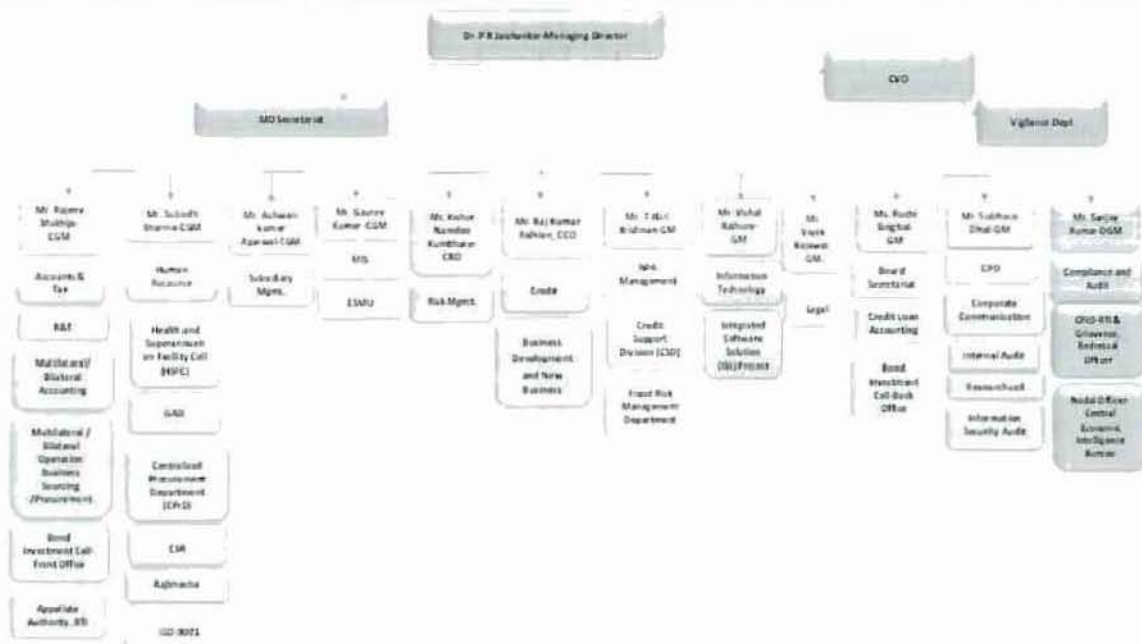 Dr. P R Jaishankar-Managing Director
CVO
MD Secretariat
Vigilance Dept
Mr. Rajeev
Mukhija-
CGM
Accounts &
Tax
R&E
Multilateral/
Bilateral
Accounting
Multilateral /
Bilateral
Operation
Business
Sourcing
/Procurement
Bond
Investment Cell-
Front Office
Appellate
Authority, RTI
Mr. Subodh
Sharma-CGM
Human
Resource
Health and
Superannuati
on Facility Cell
(HSFC)
GAD
Centralised
Procurement
Department
(CPrD)
CSR
Rajbhasha
ISO 9001
Mr. Ashwani
kumar
Agarwal-CGM
Subsidiary
Mgmt.
Mr. Gaurav
Kumar-CGM
MIS
ESMU
Mr.
Namdeo
Kumbhare-
CRO
Risk Mgmt.
Mr. Raj Kumar
CCO
Credit
Business
Development
and New
Business
Mr. T
Krishnan-GM
NPA
Management
Credit
Support
Division (CSD)
Fraud Risk
Management
Department
Mr. Vishal
Rathore-
GM
Information
Technology
Integrated
Software
Solution
(ISS)Project
Mr.
Vivek
GM.
Legal
Ms. Ruchi
Singhal
GM
Board
Secretariat
Credit Loan
Accounting
Bond
Investment
Cell-Back
Office
Mr. Subhasis
Dhal-GM
CPD
Corporate
Communication
Internal Audit
Information
Security Audit
Mr. Sanjay
Kumar-DGM
Compliance and
Audit
CPIO-RTI &
Grievance
Redressal
Officer
Nodal Officer
Central
Economic
Intelligence
Bureau